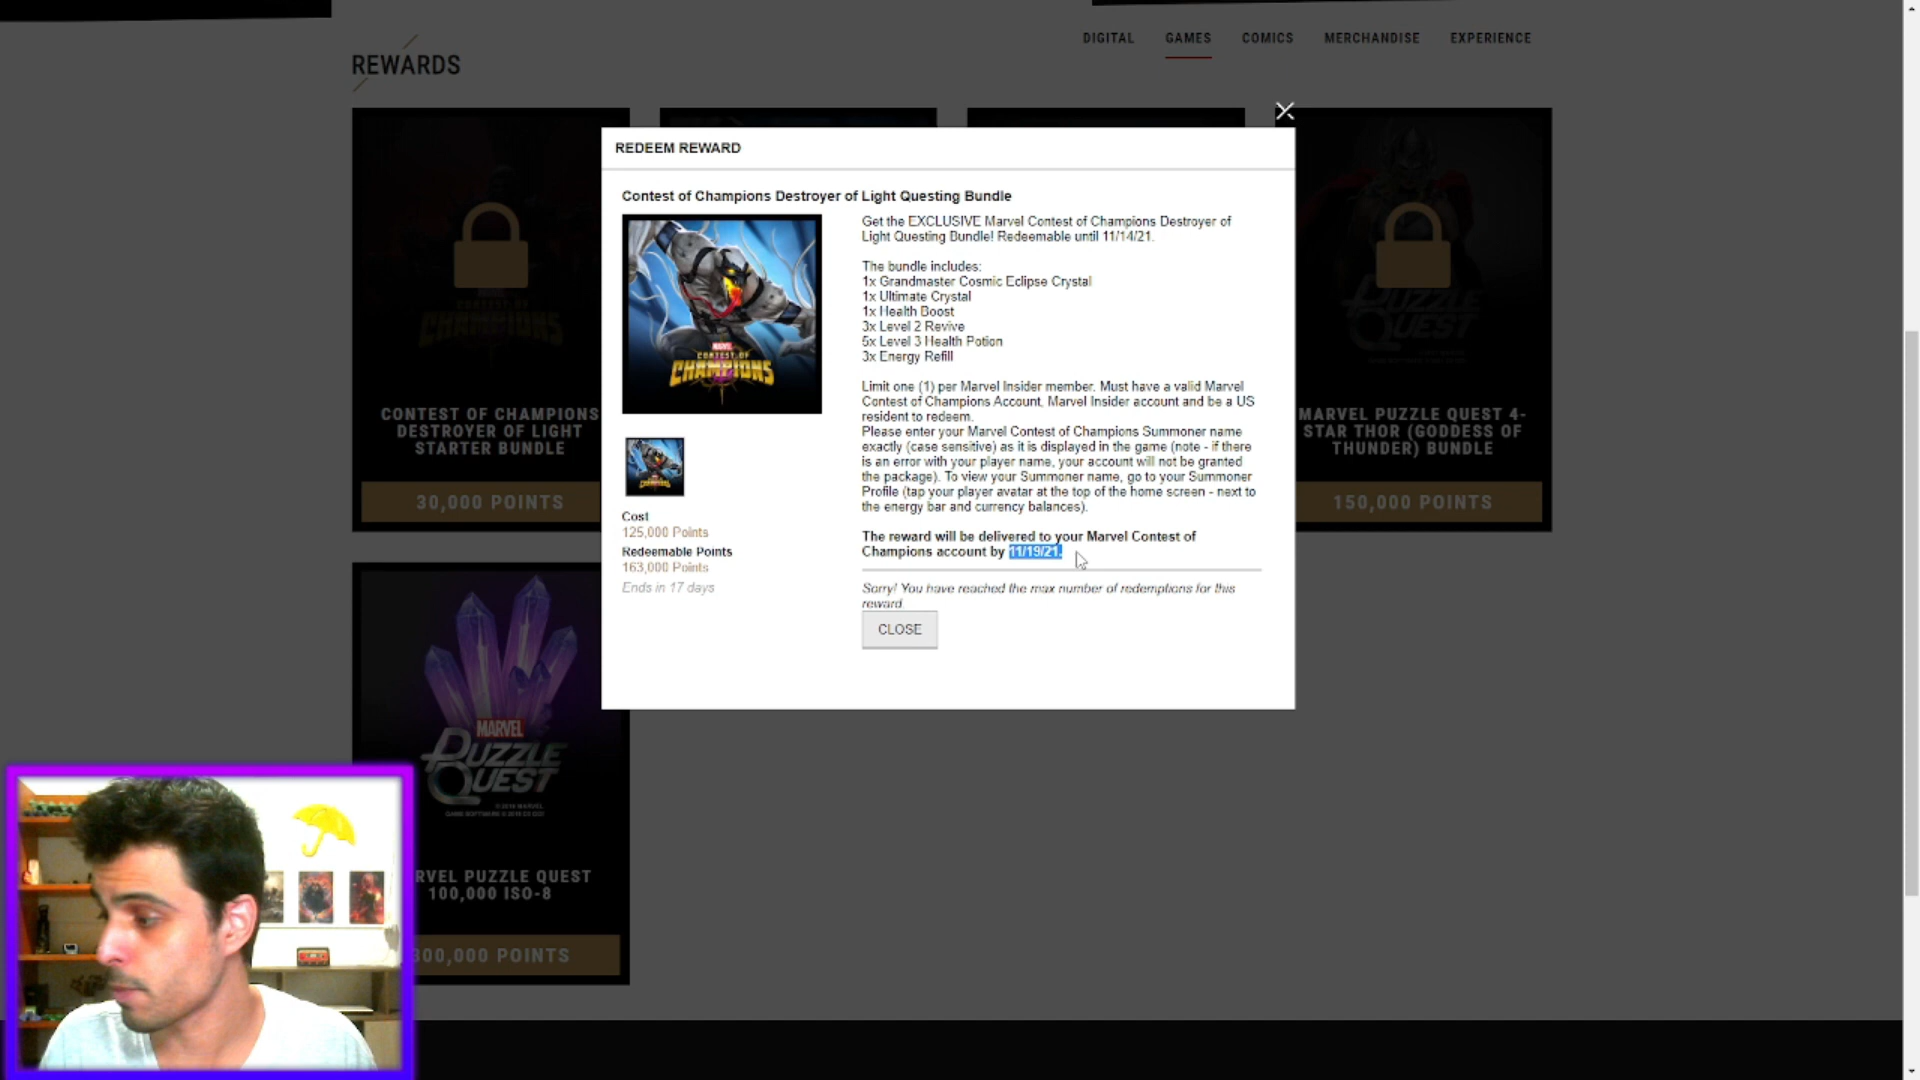 REWARDS
DIGITAL GAMES COMICS MERCHANDISE EXPERIENCE
REDEEM REWARD
Contest of Champions Destroyer of Light Questing Bundle
Get the EXCLUSIVE Marvel Contest of Champions Destroyer of
Light Questing Bundle! Redeemable until 11/14/21.
The bundle includes:
1x Grandmaster Cosmic Eclipse Crystal
1x Ultimate Crystal
1x Health Boost
3x Level 2 Revive
5x Level 3 Health Potion
3x Energy Refill
Limit one (1) per Marvel Insider member. Must have a valid Marvel
Contest of Champions Account, Marvel Insider account and be a US
resident to redeem.
Please enter your Marvel Contest of Champions Summoner name
exactly (case sensitive) as it is displayed in the game (note - if there
is an error with your player name, your account will not be granted
the package). To view your Summoner name, go to your Summoner
Profile (tap your player avatar at the top of the home screen - next to
the energy bar and currency balances).
The reward will be delivered to your Marvel Contest of
Champions account by 11/19/21.
Sorry! You have reached the max number of redemptions for this
reward.
CLOSE
MARVEL
CONTEST OF
CHAMPIONS
Cost
125,000 Points
Redeemable Points
163,000 Points
Ends in 17 days
CONTEST OF
CHAMPIONS
CONTEST OF CHAMPIONS
DESTROYER OF LIGHT
STARTER BUNDLE
30,000 POINTS
PUZZLE
QUEST
MARVEL PUZZLE QUEST 4-
STAR THOR (GODDESS OF
THUNDER) BUNDLE
150,000 POINTS
MARVEL
PUZZLE
QUEST
RVEL PUZZLE QUEST
100,000 ISO-8
300,000 POINTS